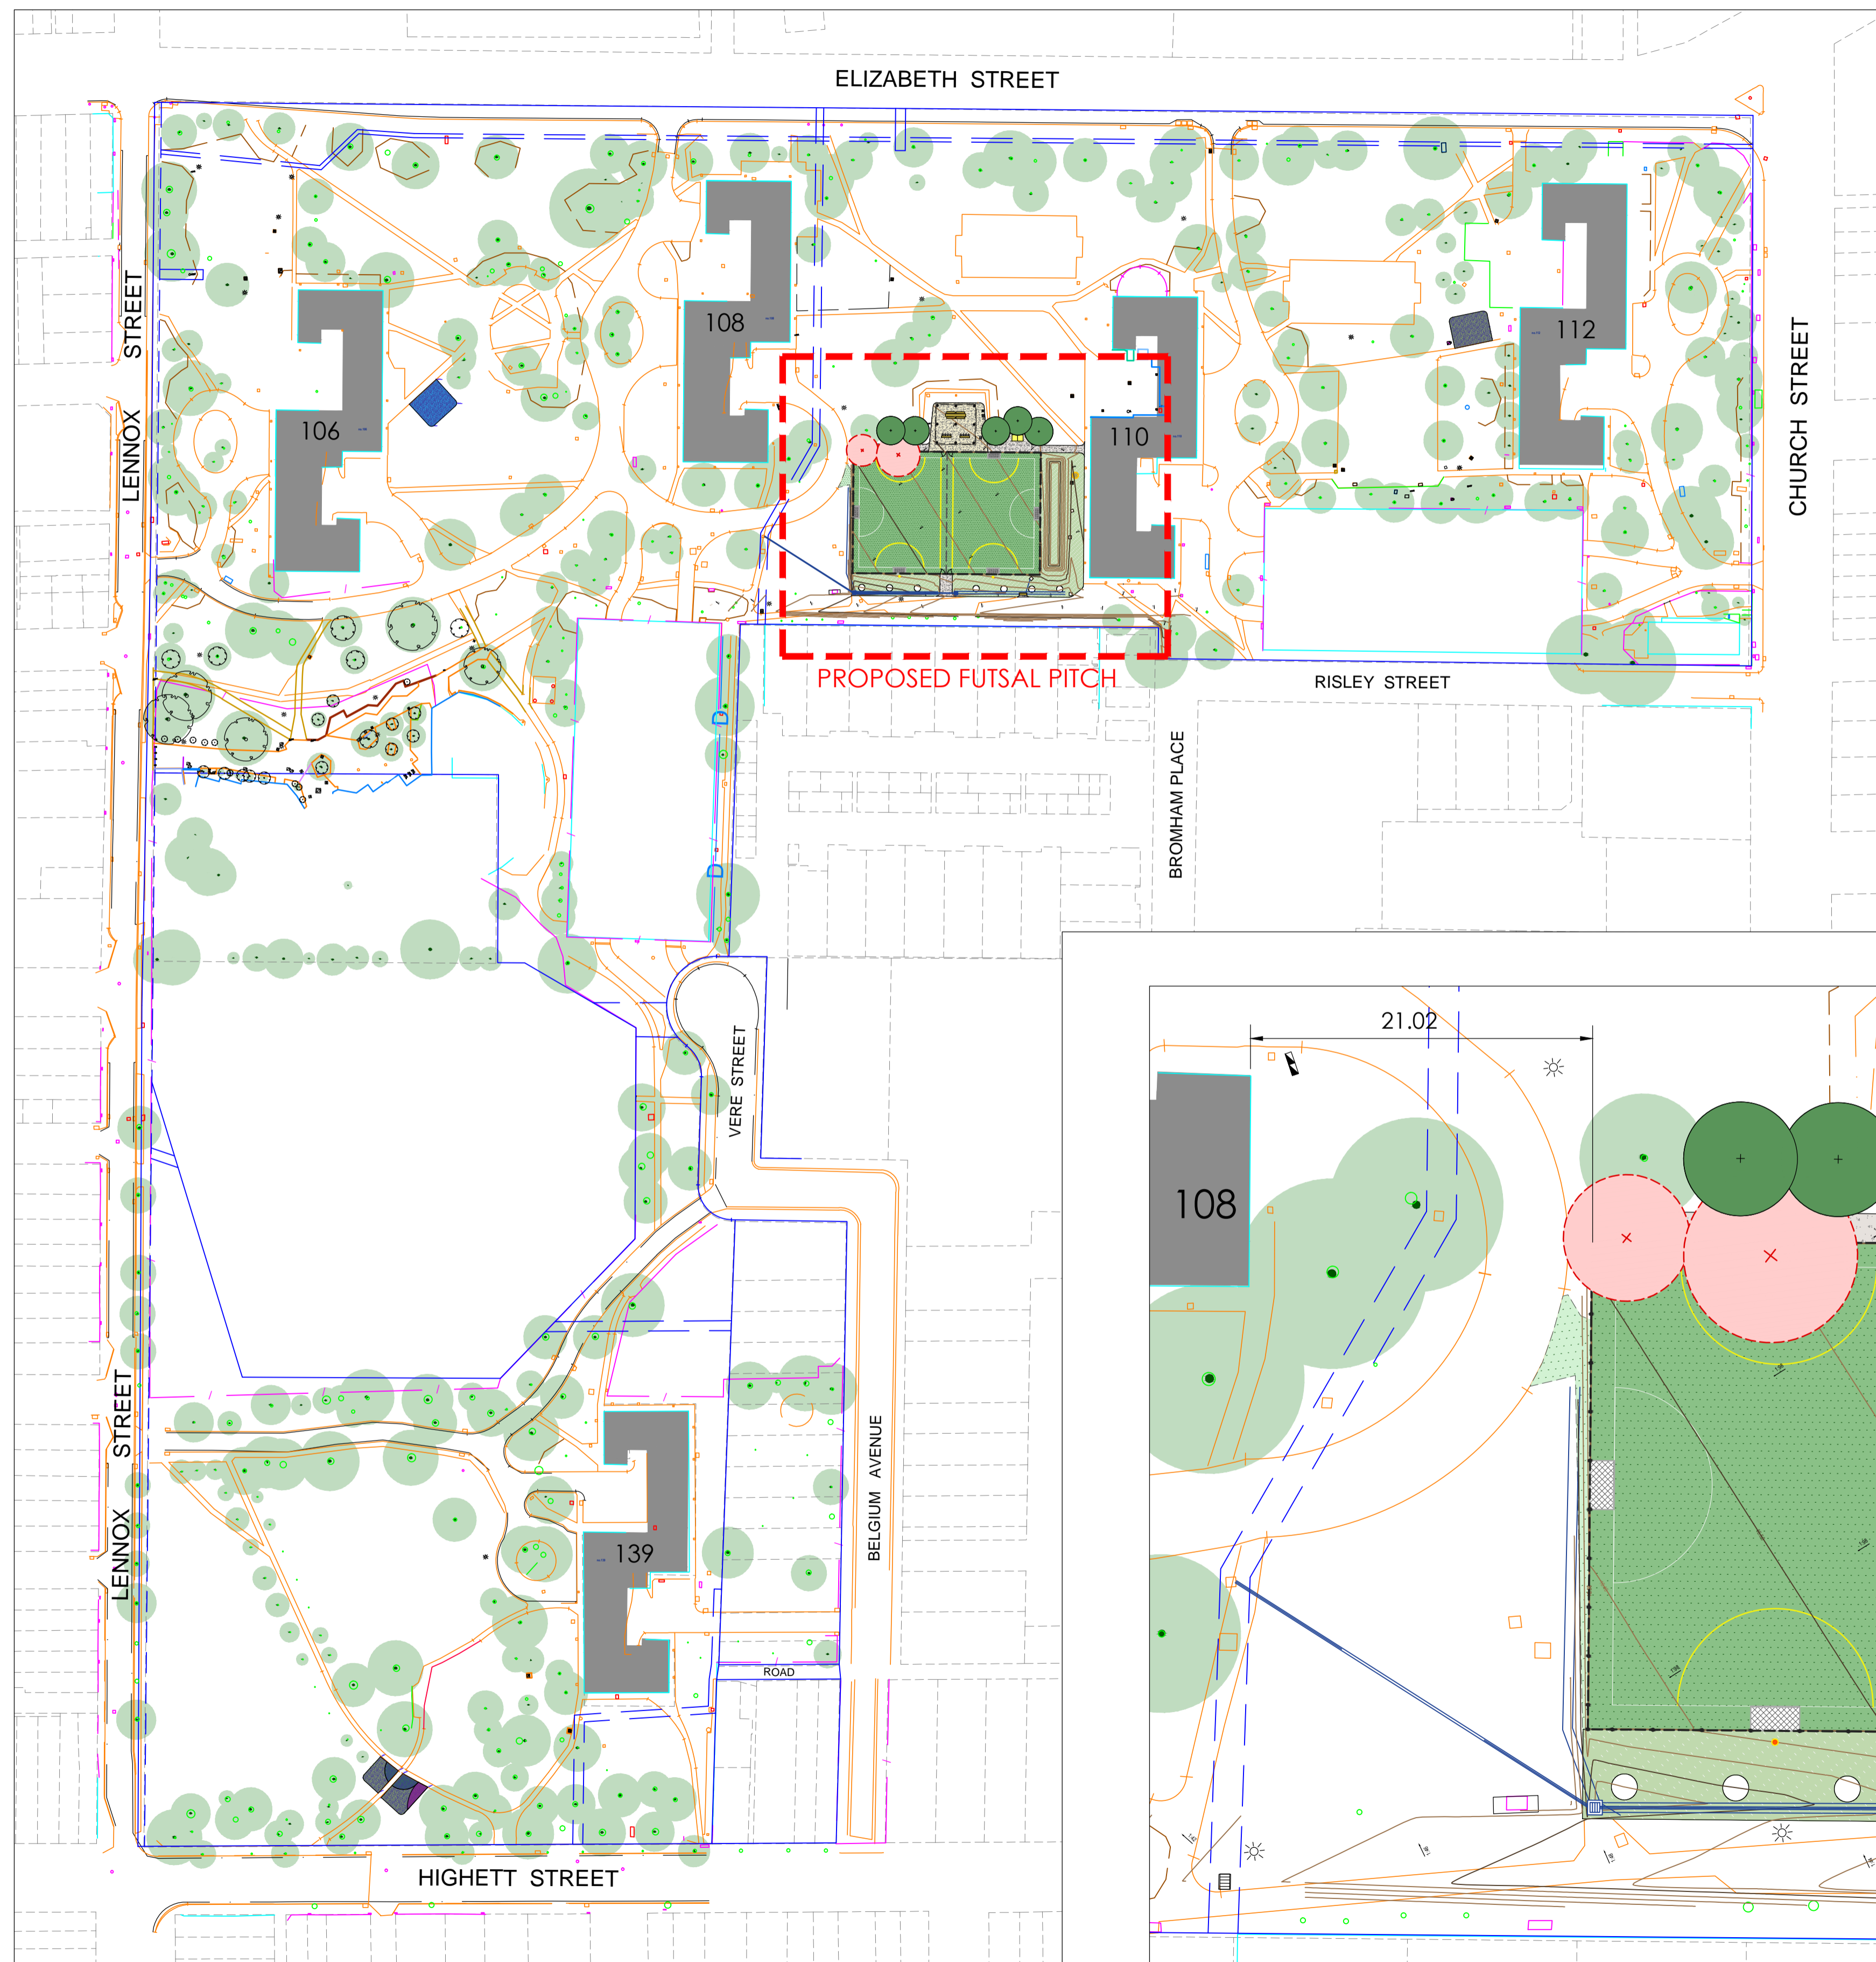 ELIZABETH STREET
LENNOX STREET
108
112
106
110
CHURCH STREET
PROPOSED FUTSAL PITCH
RISLEY STREET
D
BROMHAM PLACE
D
21.02
VERE STREET
108
LENNOX STREET
BELGIUM AVENUE
139
ROAD
HIGHETT STREET